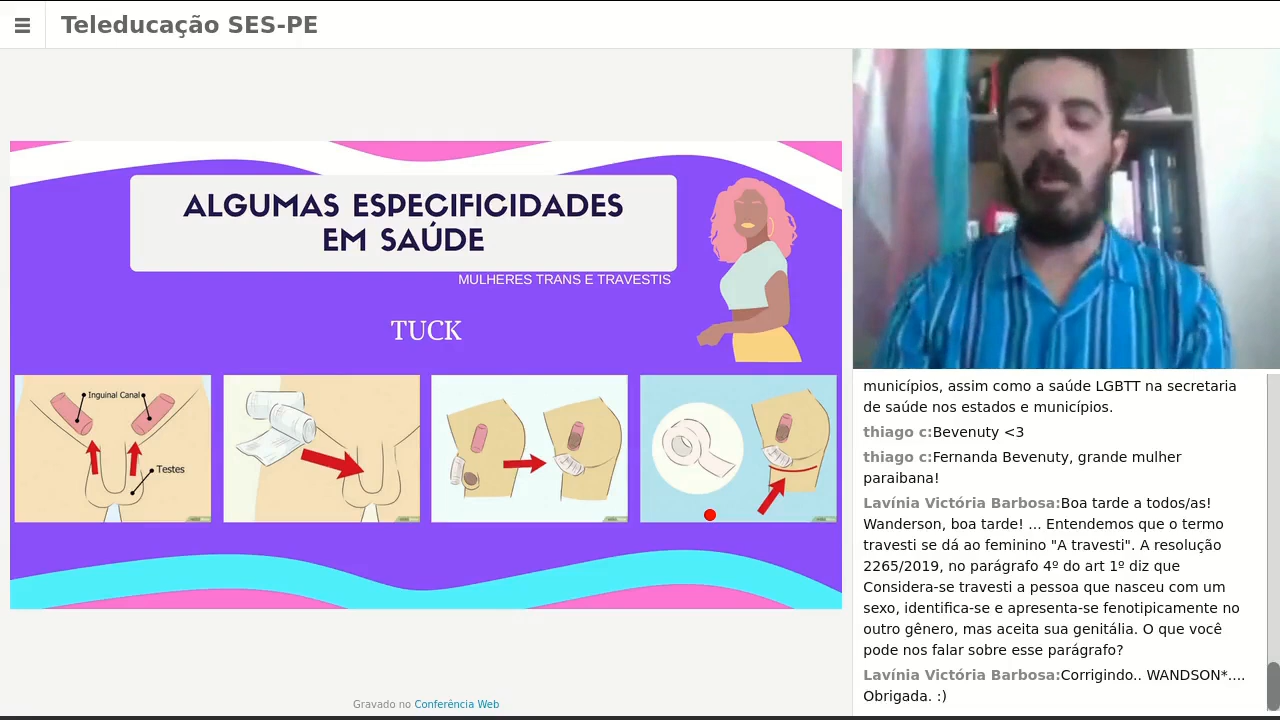 Teleducação SES-PE
ALGUMAS ESPECIFICIDADES
EM SAÚDE
MULHERES TRANS E TRAVESTIS
TUCK
Inguinal Canal
Testes
Gravado no Conferência Web
municípios, assim como a saúde LGBTT na secretaria
de saúde nos estados e municípios.
thiago c:Bevenuty <3
thiago c:Fernanda Bevenuty, grande mulher
paraibana!
Lavínia Victória Barbosa:Boa tarde a todos/as!
Wanderson, boa tarde! ... Entendemos que o termo
travesti se dá ao feminino "A travesti". A resolução
2265/2019, no parágrafo 4º do art 1º diz que
Considera-se travesti a pessoa que nasceu com um
sexo, identifica-se e apresenta-se fenotipicamente no
outro gênero, mas aceita sua genitália. O que você
pode nos falar sobre esse parágrafo?
Lavínia Victória Barbosa:Corrigindo.. WANDSON*....
Obrigada. :)